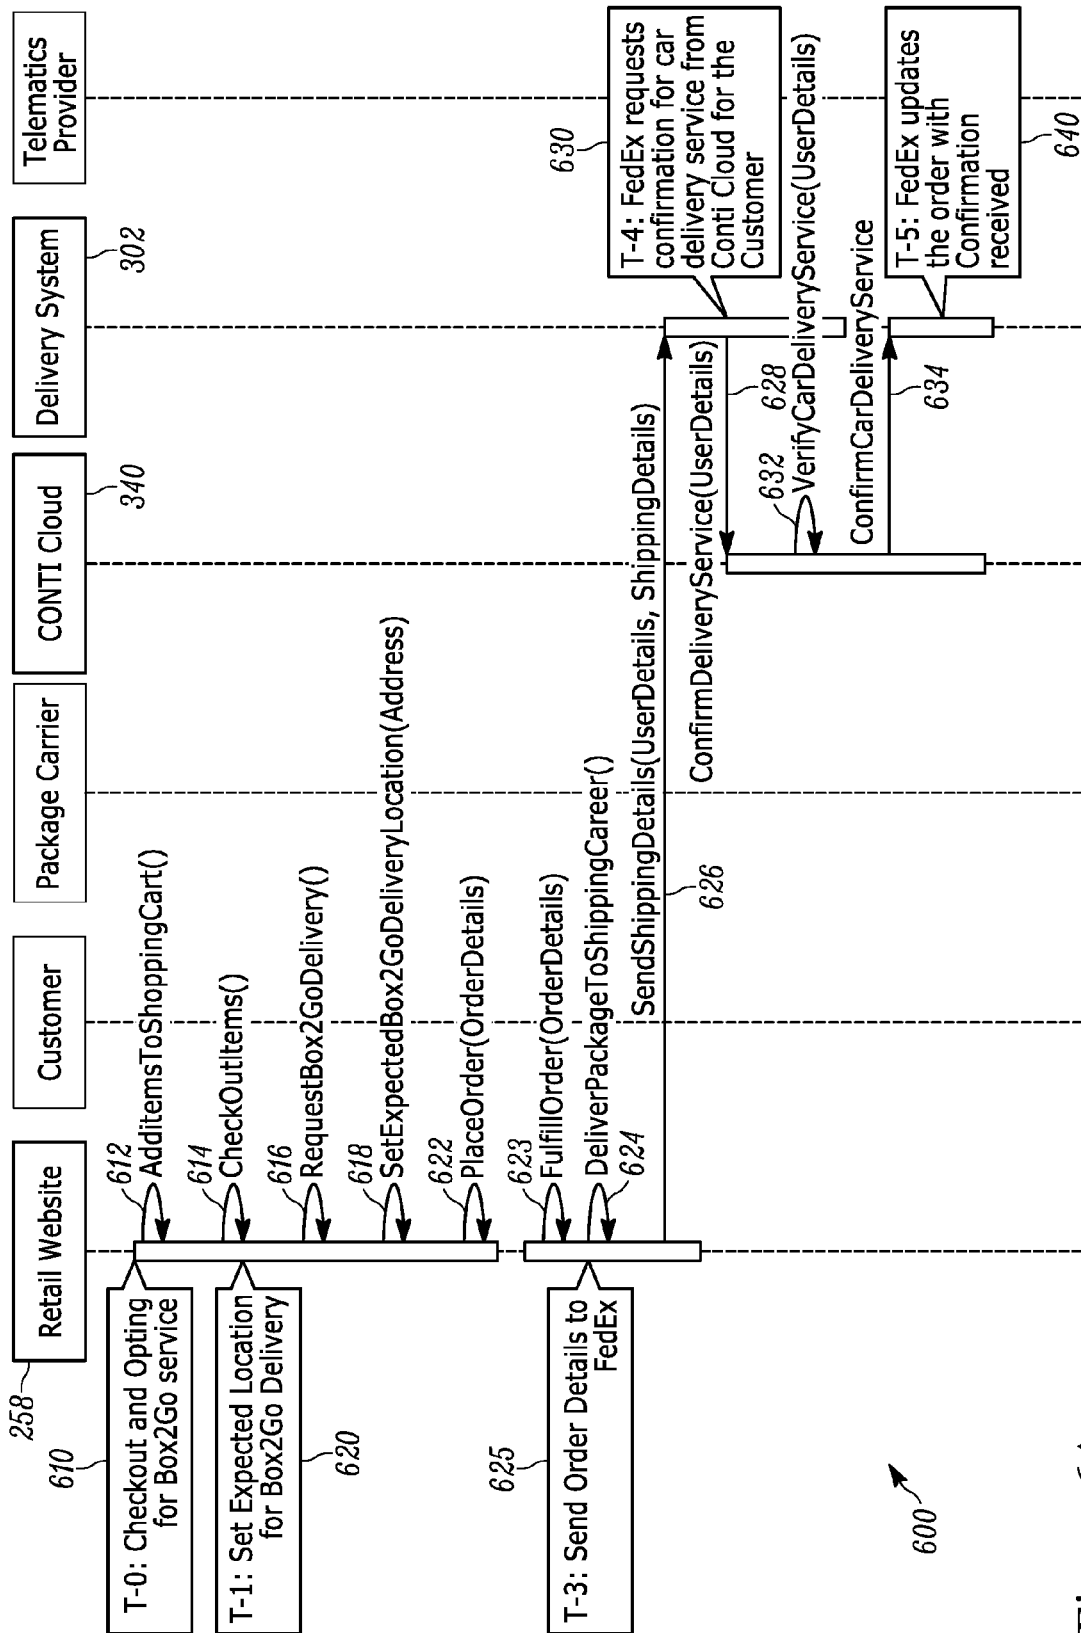 258
Retail Website
Customer
Package Carrier
CONTI Cloud
340
Delivery System
302
Telematics
Provider
610
T-0: Checkout and Opting
for Box2Go service
612
AdditemsToShoppingCart()
614
CheckOutItems()
T-1: Set Expected Location
for Box2Go Delivery
620
616
RequestBox2GoDelivery()
618
SetExpectedBox2GoDeliveryLocation(Address)
622
PlaceOrder(OrderDetails)
623
FulfillOrder(OrderDetails)
625
T-3: Send Order Details to
FedEx
DeliverPackageToShippingCareer()
624
SendShippingDetails(UserDetails, ShippingDetails)
626
630
T-4: FedEx requests
confirmation for car
delivery service from
Conti Cloud for the
Customer
ConfirmDeliveryService(UserDetails)
628
632
VerifyCarDeliveryService(UserDetails)
ConfirmCarDeliveryService
634
T-5: FedEx updates
the order with
Confirmation
received
640
600